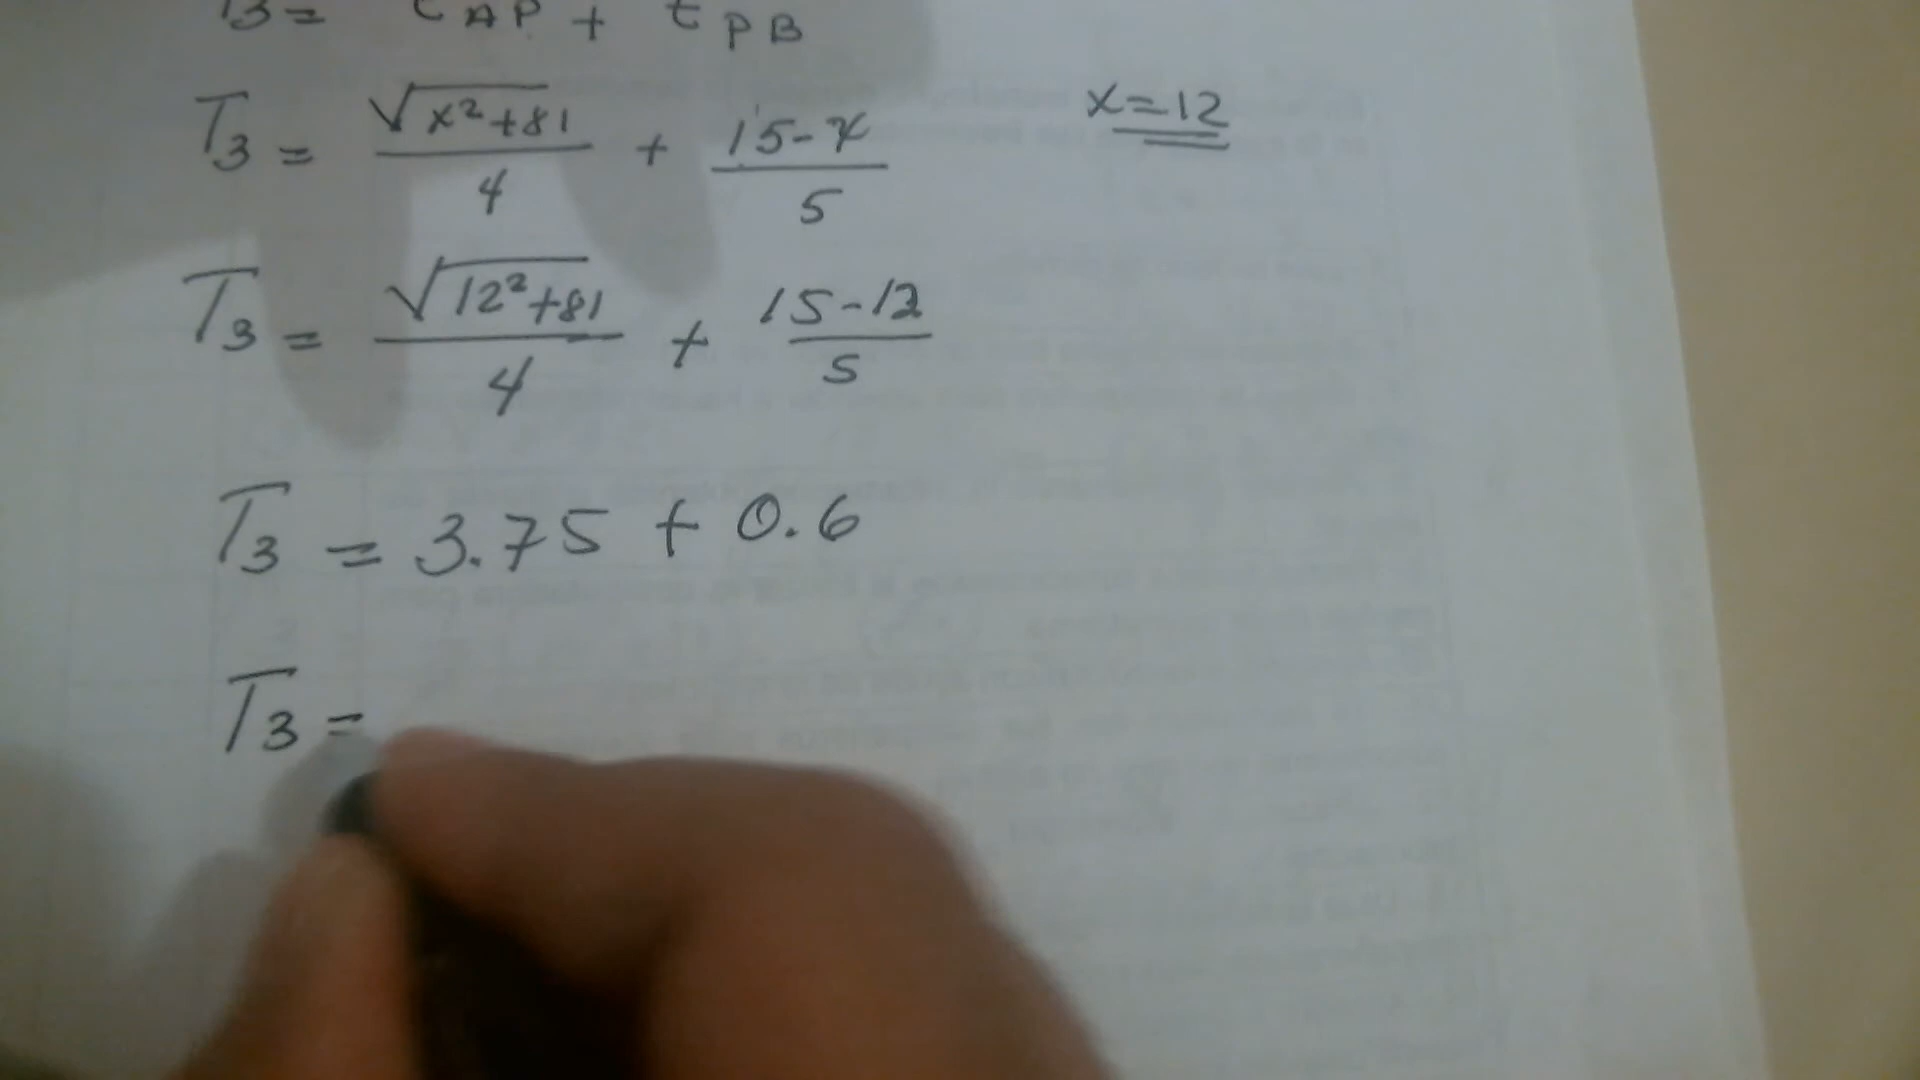 T3 = tAP + tPB
T3 = √(x²+81)/4 + (15-x)/5
x=12
T3 = √(12²+81)/4 + (15-12)/5
T3 = 3.75 + 0.6
T3 =